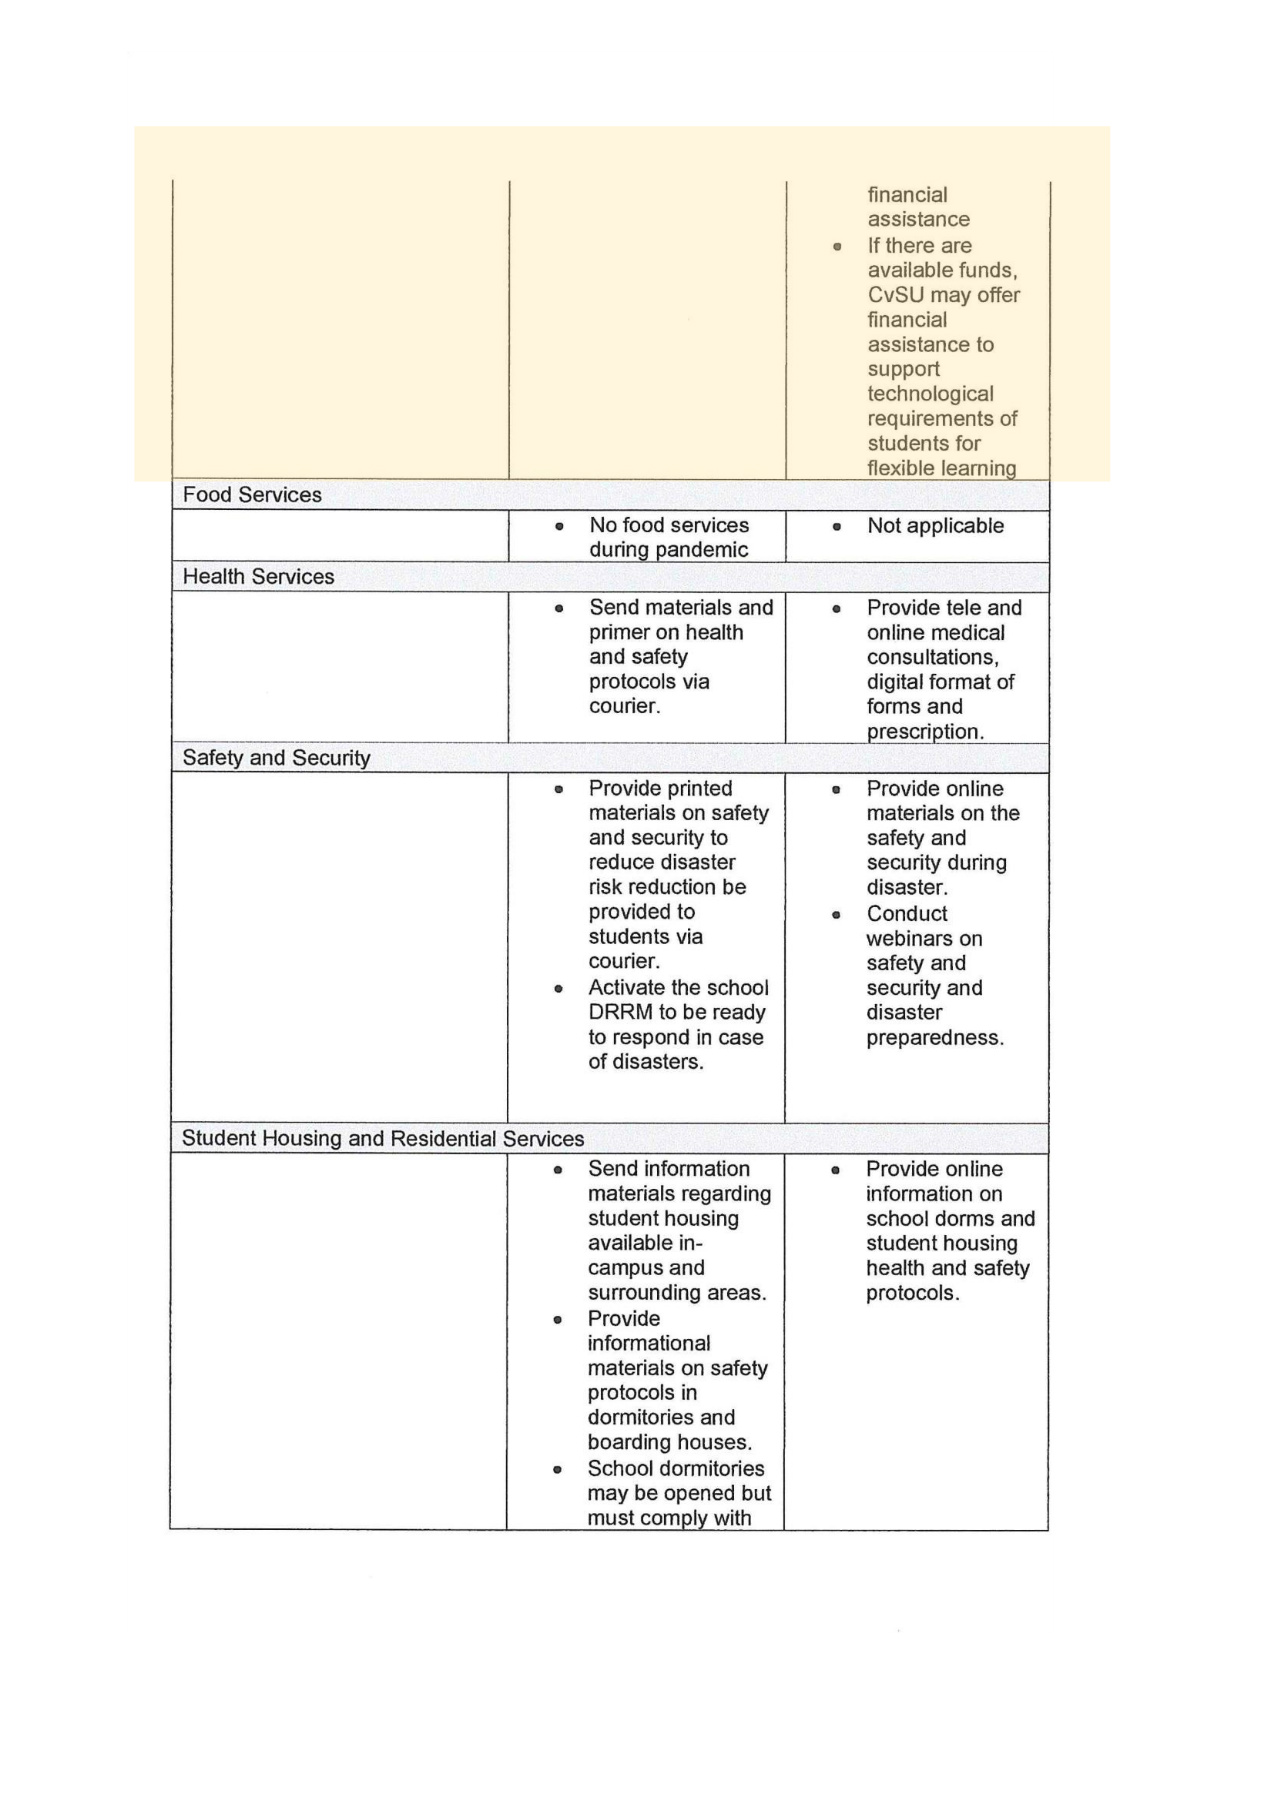 financial
assistance
• If there are
available funds,
CvSU may offer
financial
assistance to
support
technological
requirements of
students for
flexible learning
Food Services
• No food services
during pandemic
• Not applicable
Health Services
• Send materials and
primer on health
and safety
protocols via
courier.
• Provide tele and
online medical
consultations,
digital format of
forms and
prescription.
Safety and Security
• Provide printed
materials on safety
and security to
reduce disaster
risk reduction be
provided to
students via
courier.
• Activate the school
DRRM to be ready
to respond in case
of disasters.
• Provide online
materials on the
safety and
security during
disaster.
• Conduct
webinars on
safety and
security and
disaster
preparedness.
Student Housing and Residential Services
• Send information
materials regarding
student housing
available in-
campus and
surrounding areas.
• Provide
informational
materials on safety
protocols in
dormitories and
boarding houses.
• School dormitories
may be opened but
must comply with
• Provide online
information on
school dorms and
student housing
health and safety
protocols.